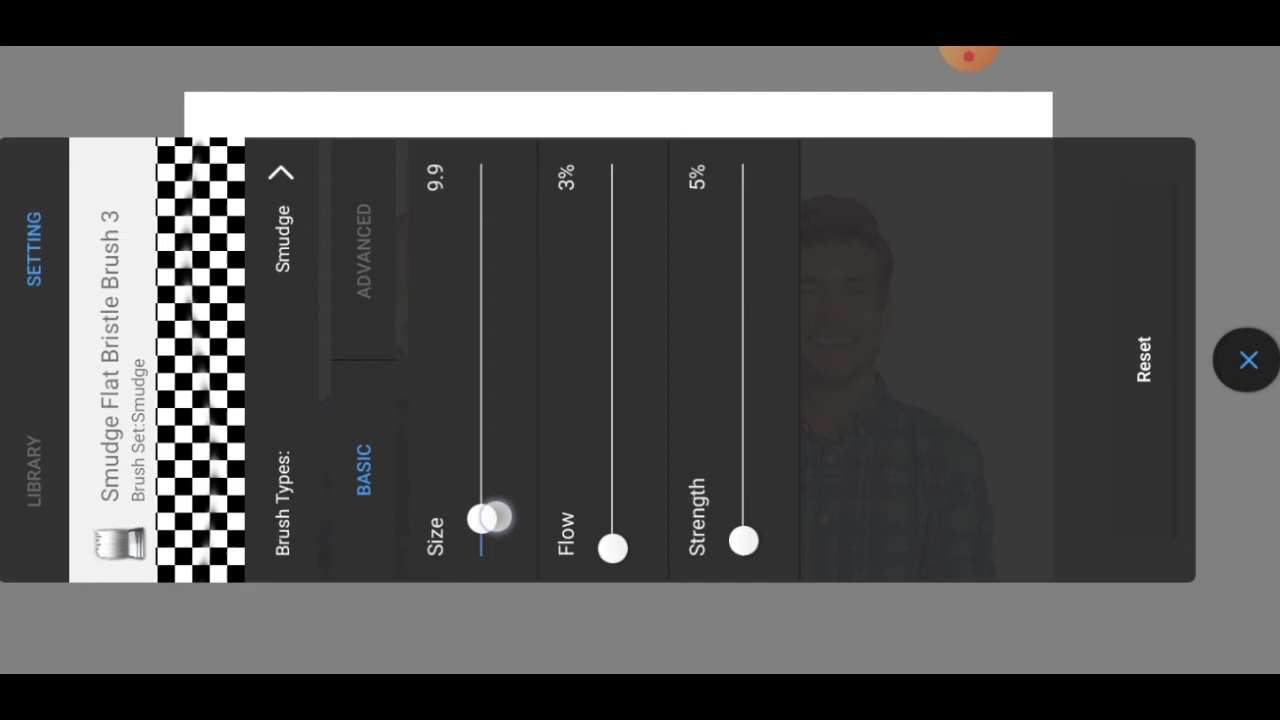 LIBRARY
SETTING
Smudge Flat Bristle Brush 3
Brush Set:Smudge
Brush Types:
Smudge
BASIC
ADVANCED
Size
9.9
Flow
3%
Strength
5%
Reset